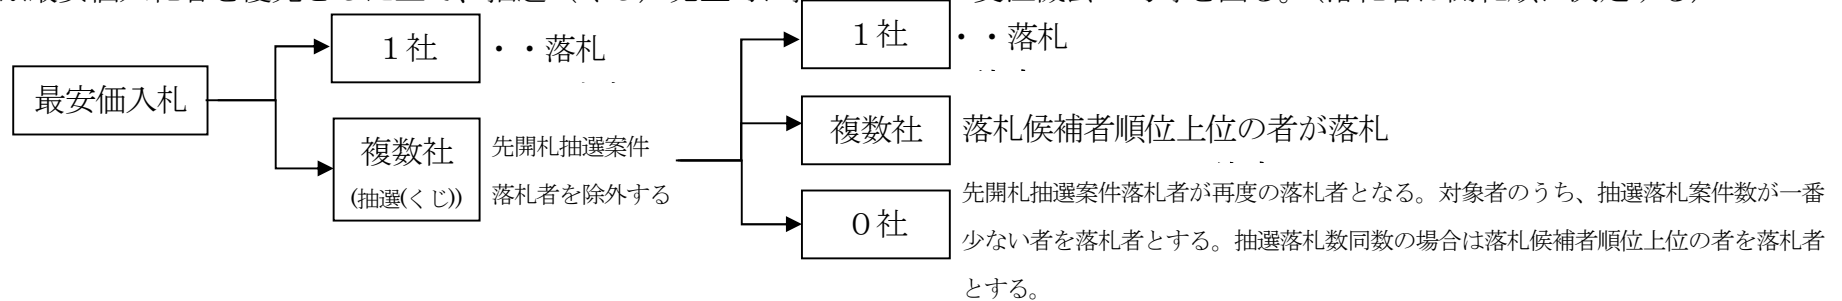 １社
・・落札
最安価入札
複数社
(抽選(くじ))
先開札抽選案件
落札者を除外する
１社
・・落札
複数社
落札候補者順位上位の者が落札
０社
先開札抽選案件落札者が再度の落札者となる。対象者のうち、抽選落札案件数が一番
少ない者を落札者とする。抽選落札数同数の場合は落札候補者順位上位の者を落札者
とする。